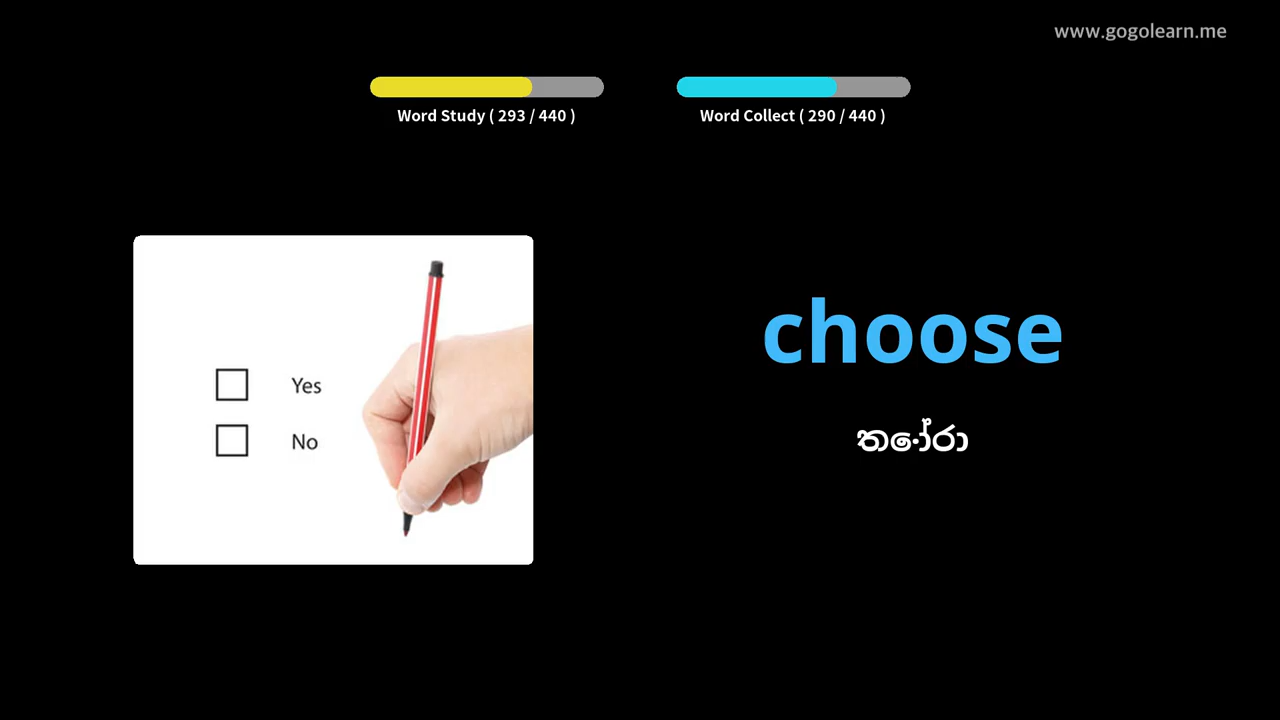 www.gogolearn.me
Word Study ( 293 / 440 )
Word Collect ( 290 / 440 )
Yes
No
choose
තෝරා